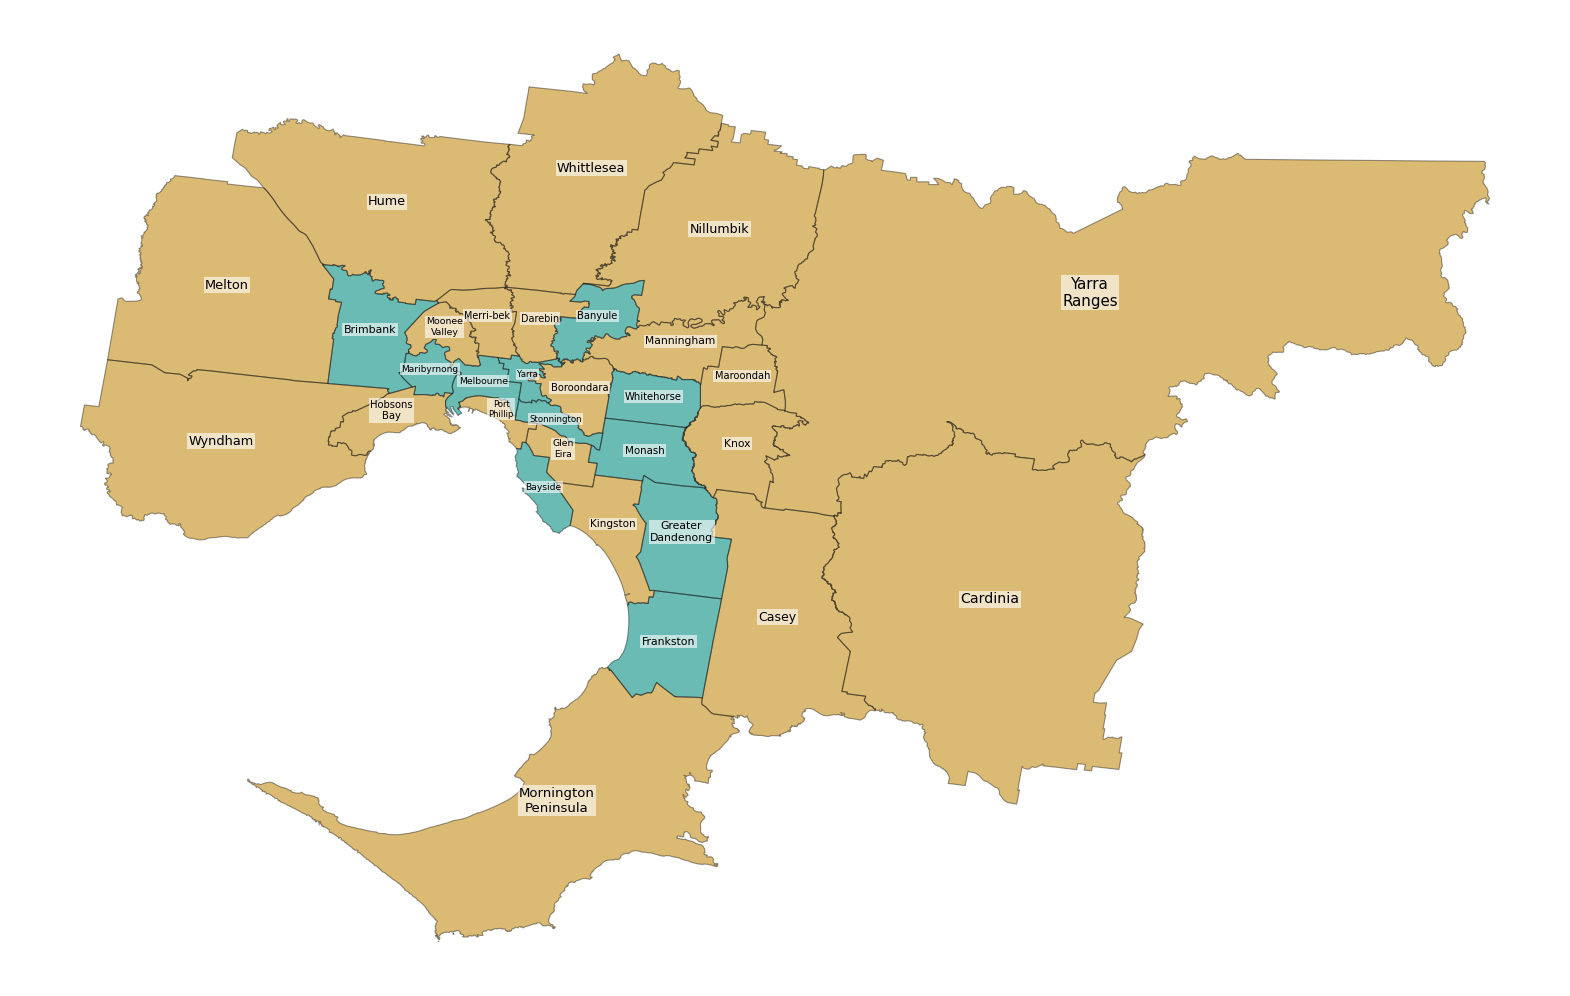 Whittlesea
Hume
Nillumbik
Melton
Yarra
Ranges
Brimbank
Moonee
Valley
Merri-bek
Darebin
Banyule
Manningham
Maribyrnong
Melbourne
Yarra
Boroondara
Maroondah
Whitehorse
Hobsons
Bay
Port
Phillip
Stonnington
Wyndham
Glen
Eira
Monash
Knox
Bayside
Kingston
Greater
Dandenong
Cardinia
Casey
Frankston
Mornington
Peninsula